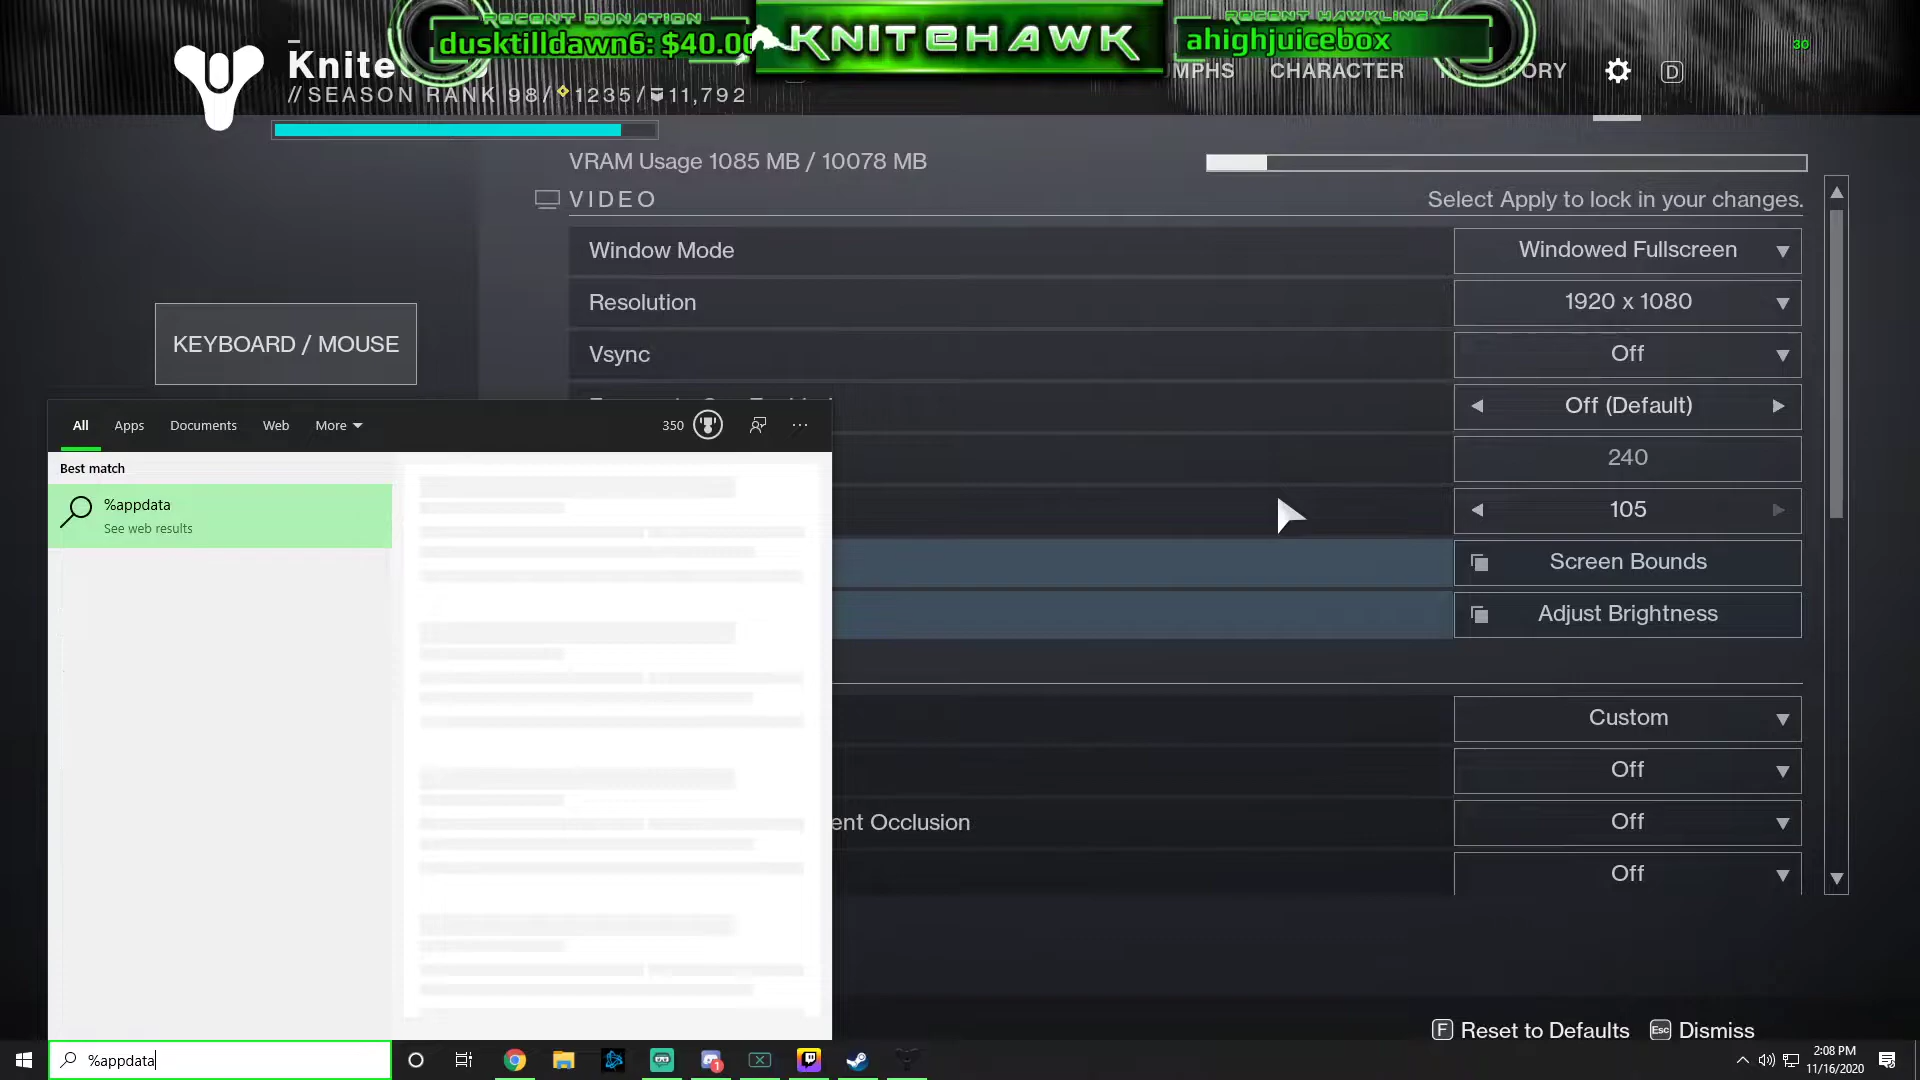 RECENT DONATION
dusktilldawn6: $40.00
KNITEHAWK
RECENT HAWKLING
ahighjuicebox
30
CHARACTER
D
// SEASON RANK 98/ 1235/ 11,792
VRAM Usage 1085 MB / 10078 MB
VIDEO
Select Apply to lock in your changes.
Window Mode
Windowed Fullscreen
Resolution
1920 x 1080
Vsync
Off
KEYBOARD / MOUSE
Off (Default)
240
105
Screen Bounds
Adjust Brightness
Custom
Off
Occlusion
Off
Off
All
Apps
Documents
Web
More
350
Best match
%appdata
See web results
F Reset to Defaults
Esc Dismiss
%appdata
1
2:08 PM
11/16/2020